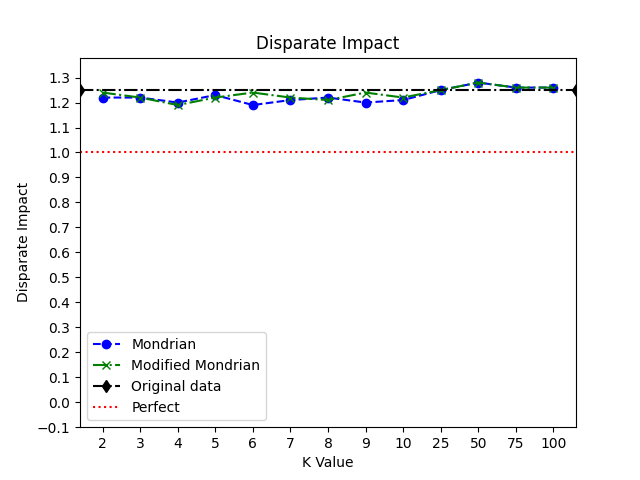 Disparate Impact
Disparate Impact
1.3
1.2
1.1
1.0
0.9
0.8
0.7
0.6
0.5
0.4
0.3
0.2
0.1
0.0
−0.1
Mondrian
Modified Mondrian
Original data
Perfect
2 3 4 5 6 7 8 9 10 25 50 75 100
K Value